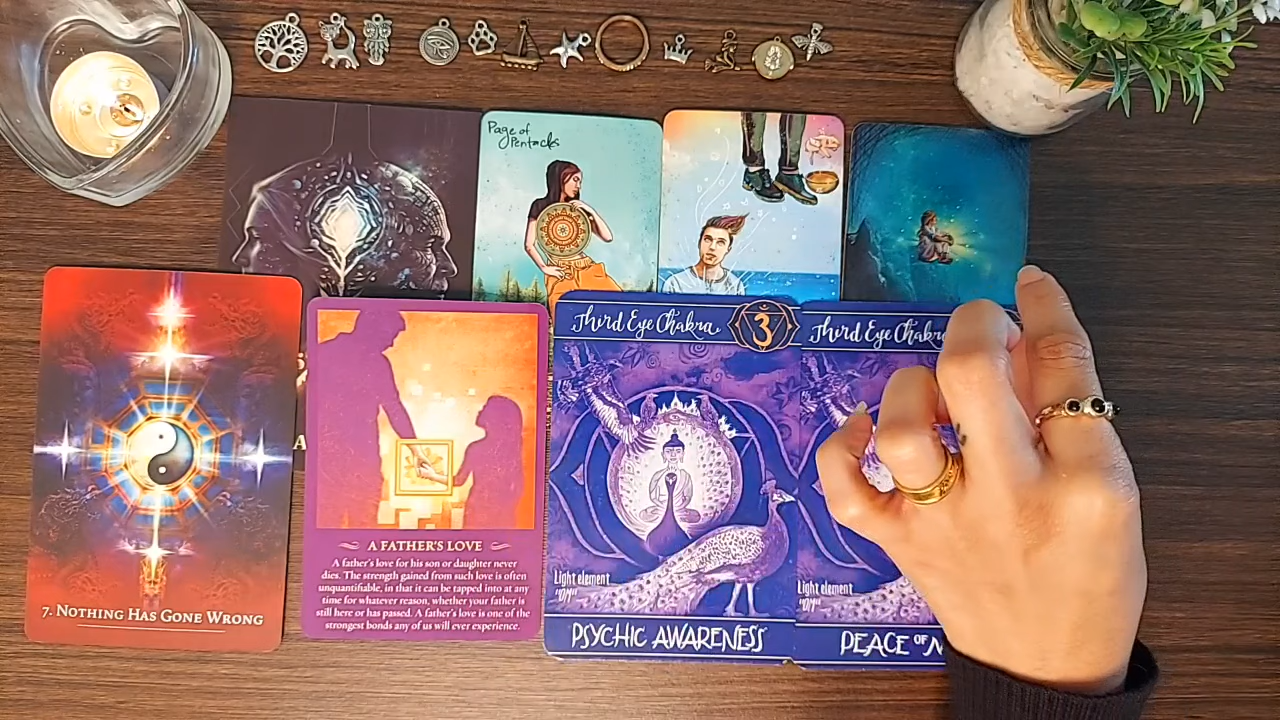 Page of
Pentacles
Third Eye Chakra
Third Eye Chakra
7. Nothing Has Gone Wrong
A FATHER'S LOVE
A father's love for his son or daughter never
dies. The strength gained from such love is often
unquantifiable, in that it can be tapped into at any
time for whatever reason, whether your father is
still here or has passed. A father's love is one of the
strongest bonds any of us will ever experience.
Light element
"OM"
PSYCHIC AWARENESS
Light element
"OM"
PEACE OF